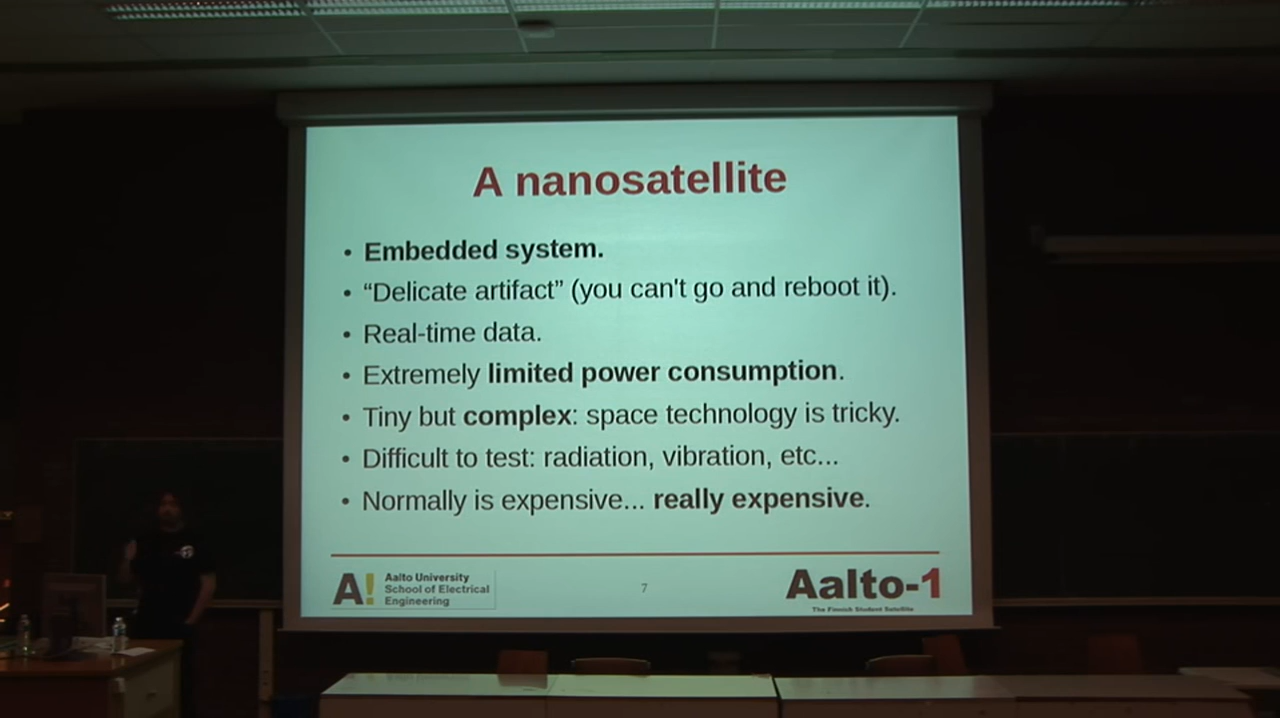 A nanosatellite
• Embedded system.
• “Delicate artifact” (you can't go and reboot it).
• Real-time data.
• Extremely limited power consumption.
• Tiny but complex: space technology is tricky.
• Difficult to test: radiation, vibration, etc...
• Normally is expensive... really expensive.
A! Aalto University
School of Electrical
Engineering
7
Aalto-1
The Finnish Student Satellite